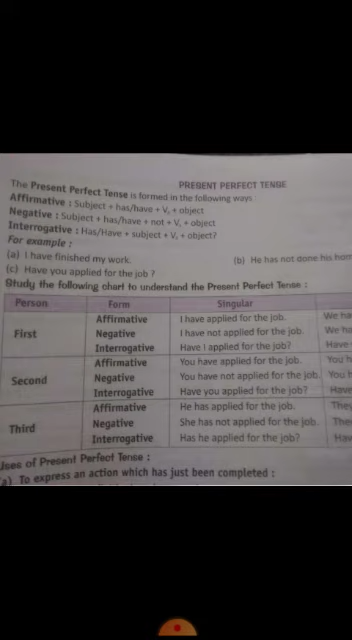 PRESENT PERFECT TENSE
The Present Perfect Tense is formed in the following ways
Affirmative : Subject + has/have + V, + object
Negative : Subject + has/have + not + V, + object
Interrogative : Has/Have + subject + V, + object?
For example :
(a) I have finished my work. (b) He has not done his
(c) Have you applied for the job ?
Study the following chart to understand the Present Perfect Tense :
Person Form Singular
First Affirmative I have applied for the job. We
Negative I have not applied for the job. We
Interrogative Have I applied for the job? Have
Second Affirmative You have applied for the job.
Negative You have not applied for the job.
Interrogative Have you applied for the job? Have
Third Affirmative He has applied for the job. They
Negative She has not applied for the job.
Interrogative Has he applied for the job?
Uses of Present Perfect Tense :
(a) To express an action which has just been completed :